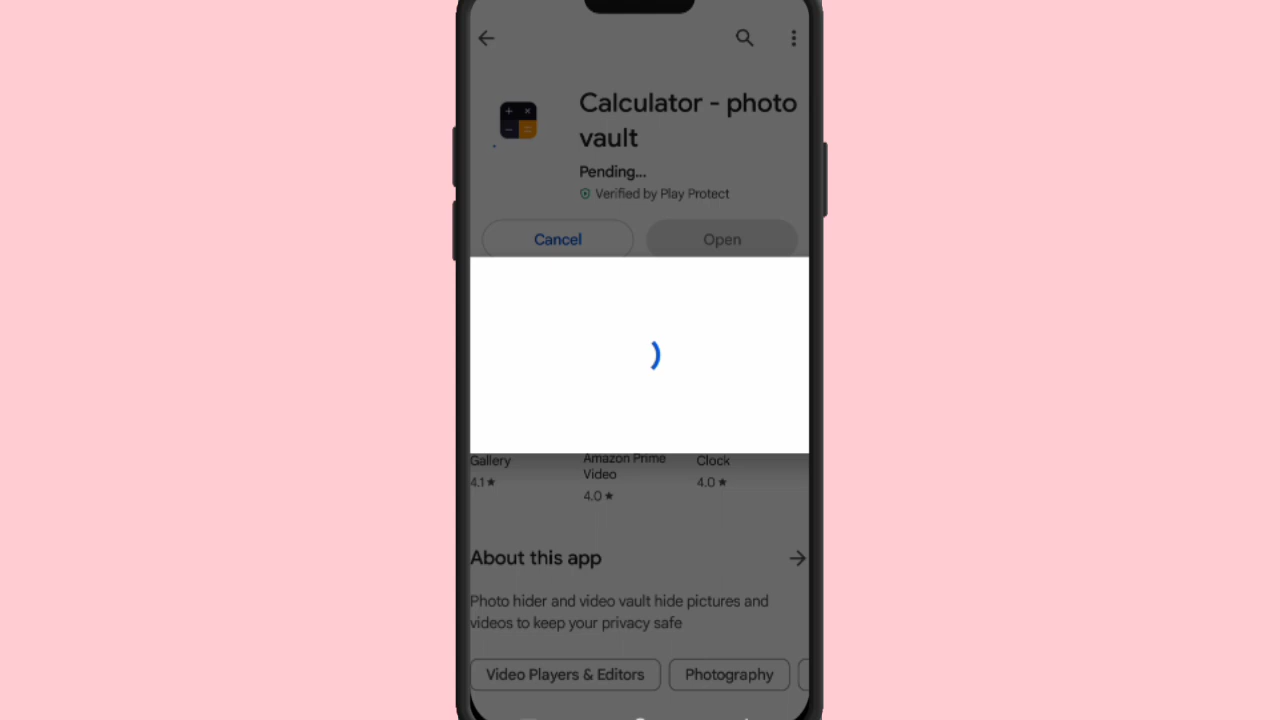 Calculator - photo
vault
Pending...
Verified by Play Protect
Cancel
Open
Gallery
4.1★
Amazon Prime
Video
4.0★
Clock
4.0★
About this app
Photo hider and video vault hide pictures and
videos to keep your privacy safe
Video Players & Editors
Photography